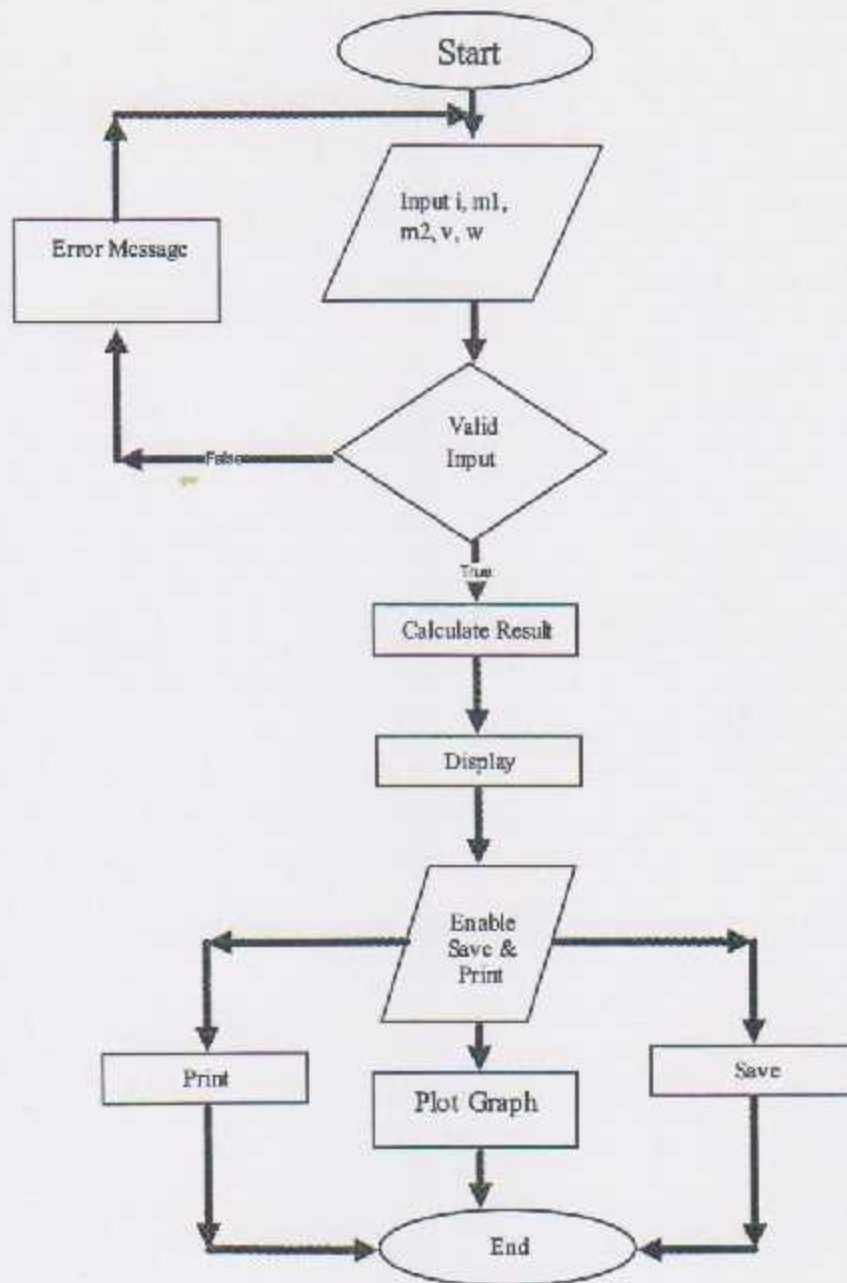 Start
Input i, m1,
m2, v, w
Error Message
Valid
Input
False
True
Calculate Result
Display
Enable
Save &
Print
Print
Plot Graph
Save
End